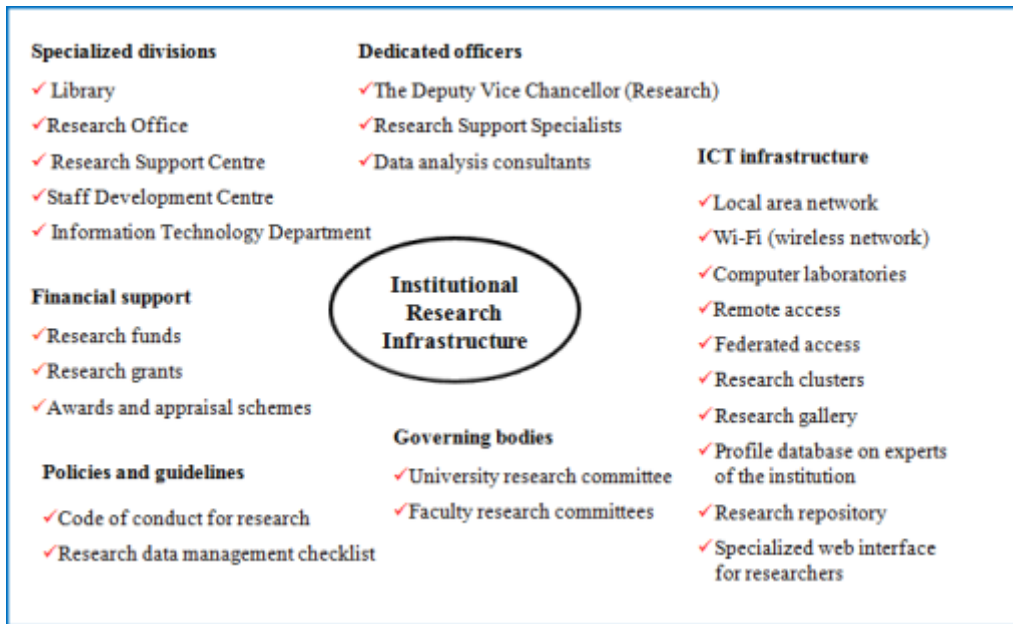 Specialized divisions
✓ Library
✓Research Office
✓ Research Support Centre
✓Staff Development Centre
✓ Information Technology Department
Dedicated officers
✓The Deputy Vice Chancellor (Research)
✓Research Support Specialists
✓Data analysis consultants
ICT infrastructure
✓Local area network
✓Wi-Fi (wireless network)
✓Computer laboratories
✓Remote access
✓Federated access
✓Research clusters
✓Research gallery
✓Profile database on experts
of the institution
✓Research repository
✓Specialized web interface
for researchers
Institutional
Research
Infrastructure
Financial support
✓Research funds
✓Research grants
✓Awards and appraisal schemes
Governing bodies
✓University research committee
✓Faculty research committees
Policies and guidelines
✓Code of conduct for research
✓Research data management checklist